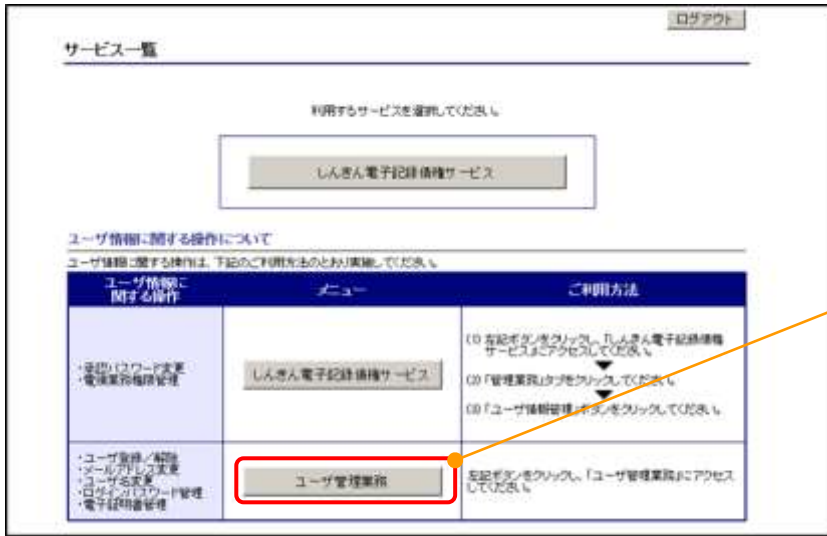 ログアウト
サービス一覧
利用するサービスを選択してください。
しんきん電子記録債権サービス
ユーザ情報に関する操作について
ユーザ情報に関する操作は、下記のご利用方法のとおり実施してください。
ユーザ情報に
関する操作
メニュー
ご利用方法
・承認パスワード変更
・電債業務権限管理
しんきん電子記録債権サービス
(1) 左記ボタンをクリックし、「しんきん電子記録債権
サービス」にアクセスしてください。
(2)「管理業務」タブをクリックしてください。
(3)「ユーザ情報管理」ボタンをクリックしてください。
・ユーザ登録／解除
・メールアドレス変更
・ユーザ名変更
・ログインパスワード管理
・電子証明書管理
ユーザ管理業務
左記ボタンをクリックし、「ユーザ管理業務」にアクセス
してください。